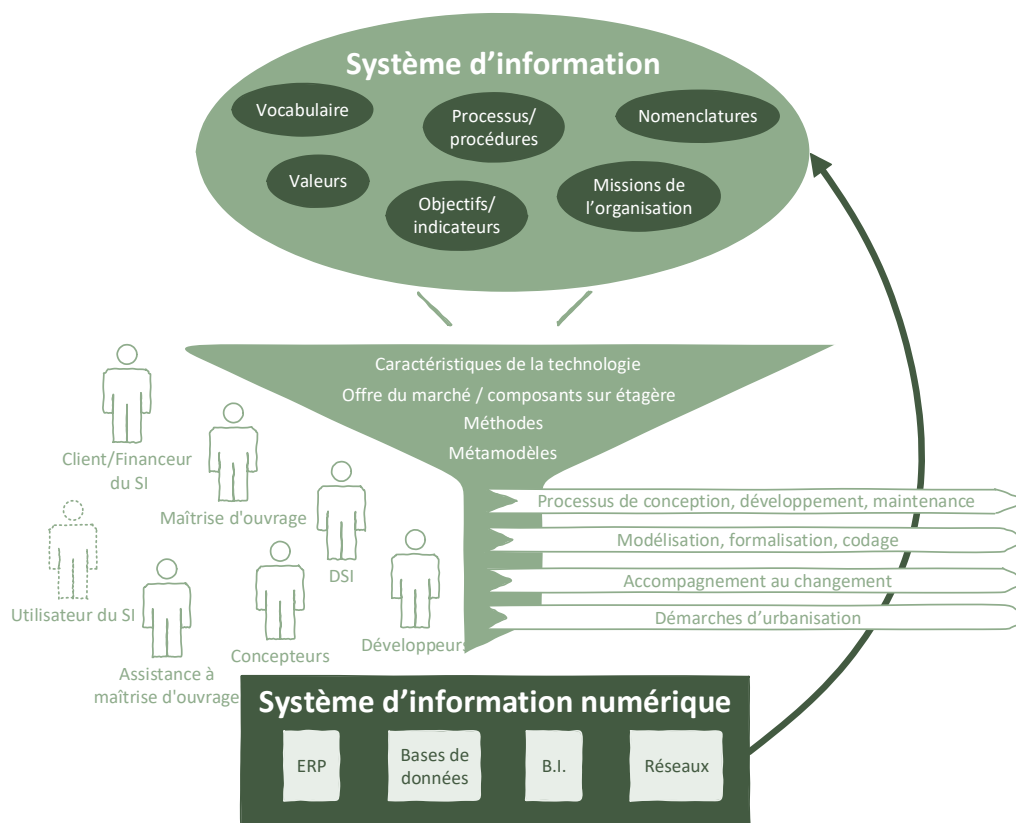 Système d’information
Vocabulaire
Processus/
procédures
Nomenclatures
Valeurs
Objectifs/
indicateurs
Missions de
l’organisation
Caractéristiques de la technologie
Offre du marché / composants sur étagère
Méthodes
Métamodèles
Client/Financeur
du SI
Maîtrise d'ouvrage
DSI
Utilisateur du SI
Assistance à
maîtrise d'ouvrage
Concepteurs
Développeurs
Processus de conception, développement, maintenance
Modélisation, formalisation, codage
Accompagnement au changement
Démarches d’urbanisation
Système d’information numérique
ERP
Bases de
données
B.I.
Réseaux